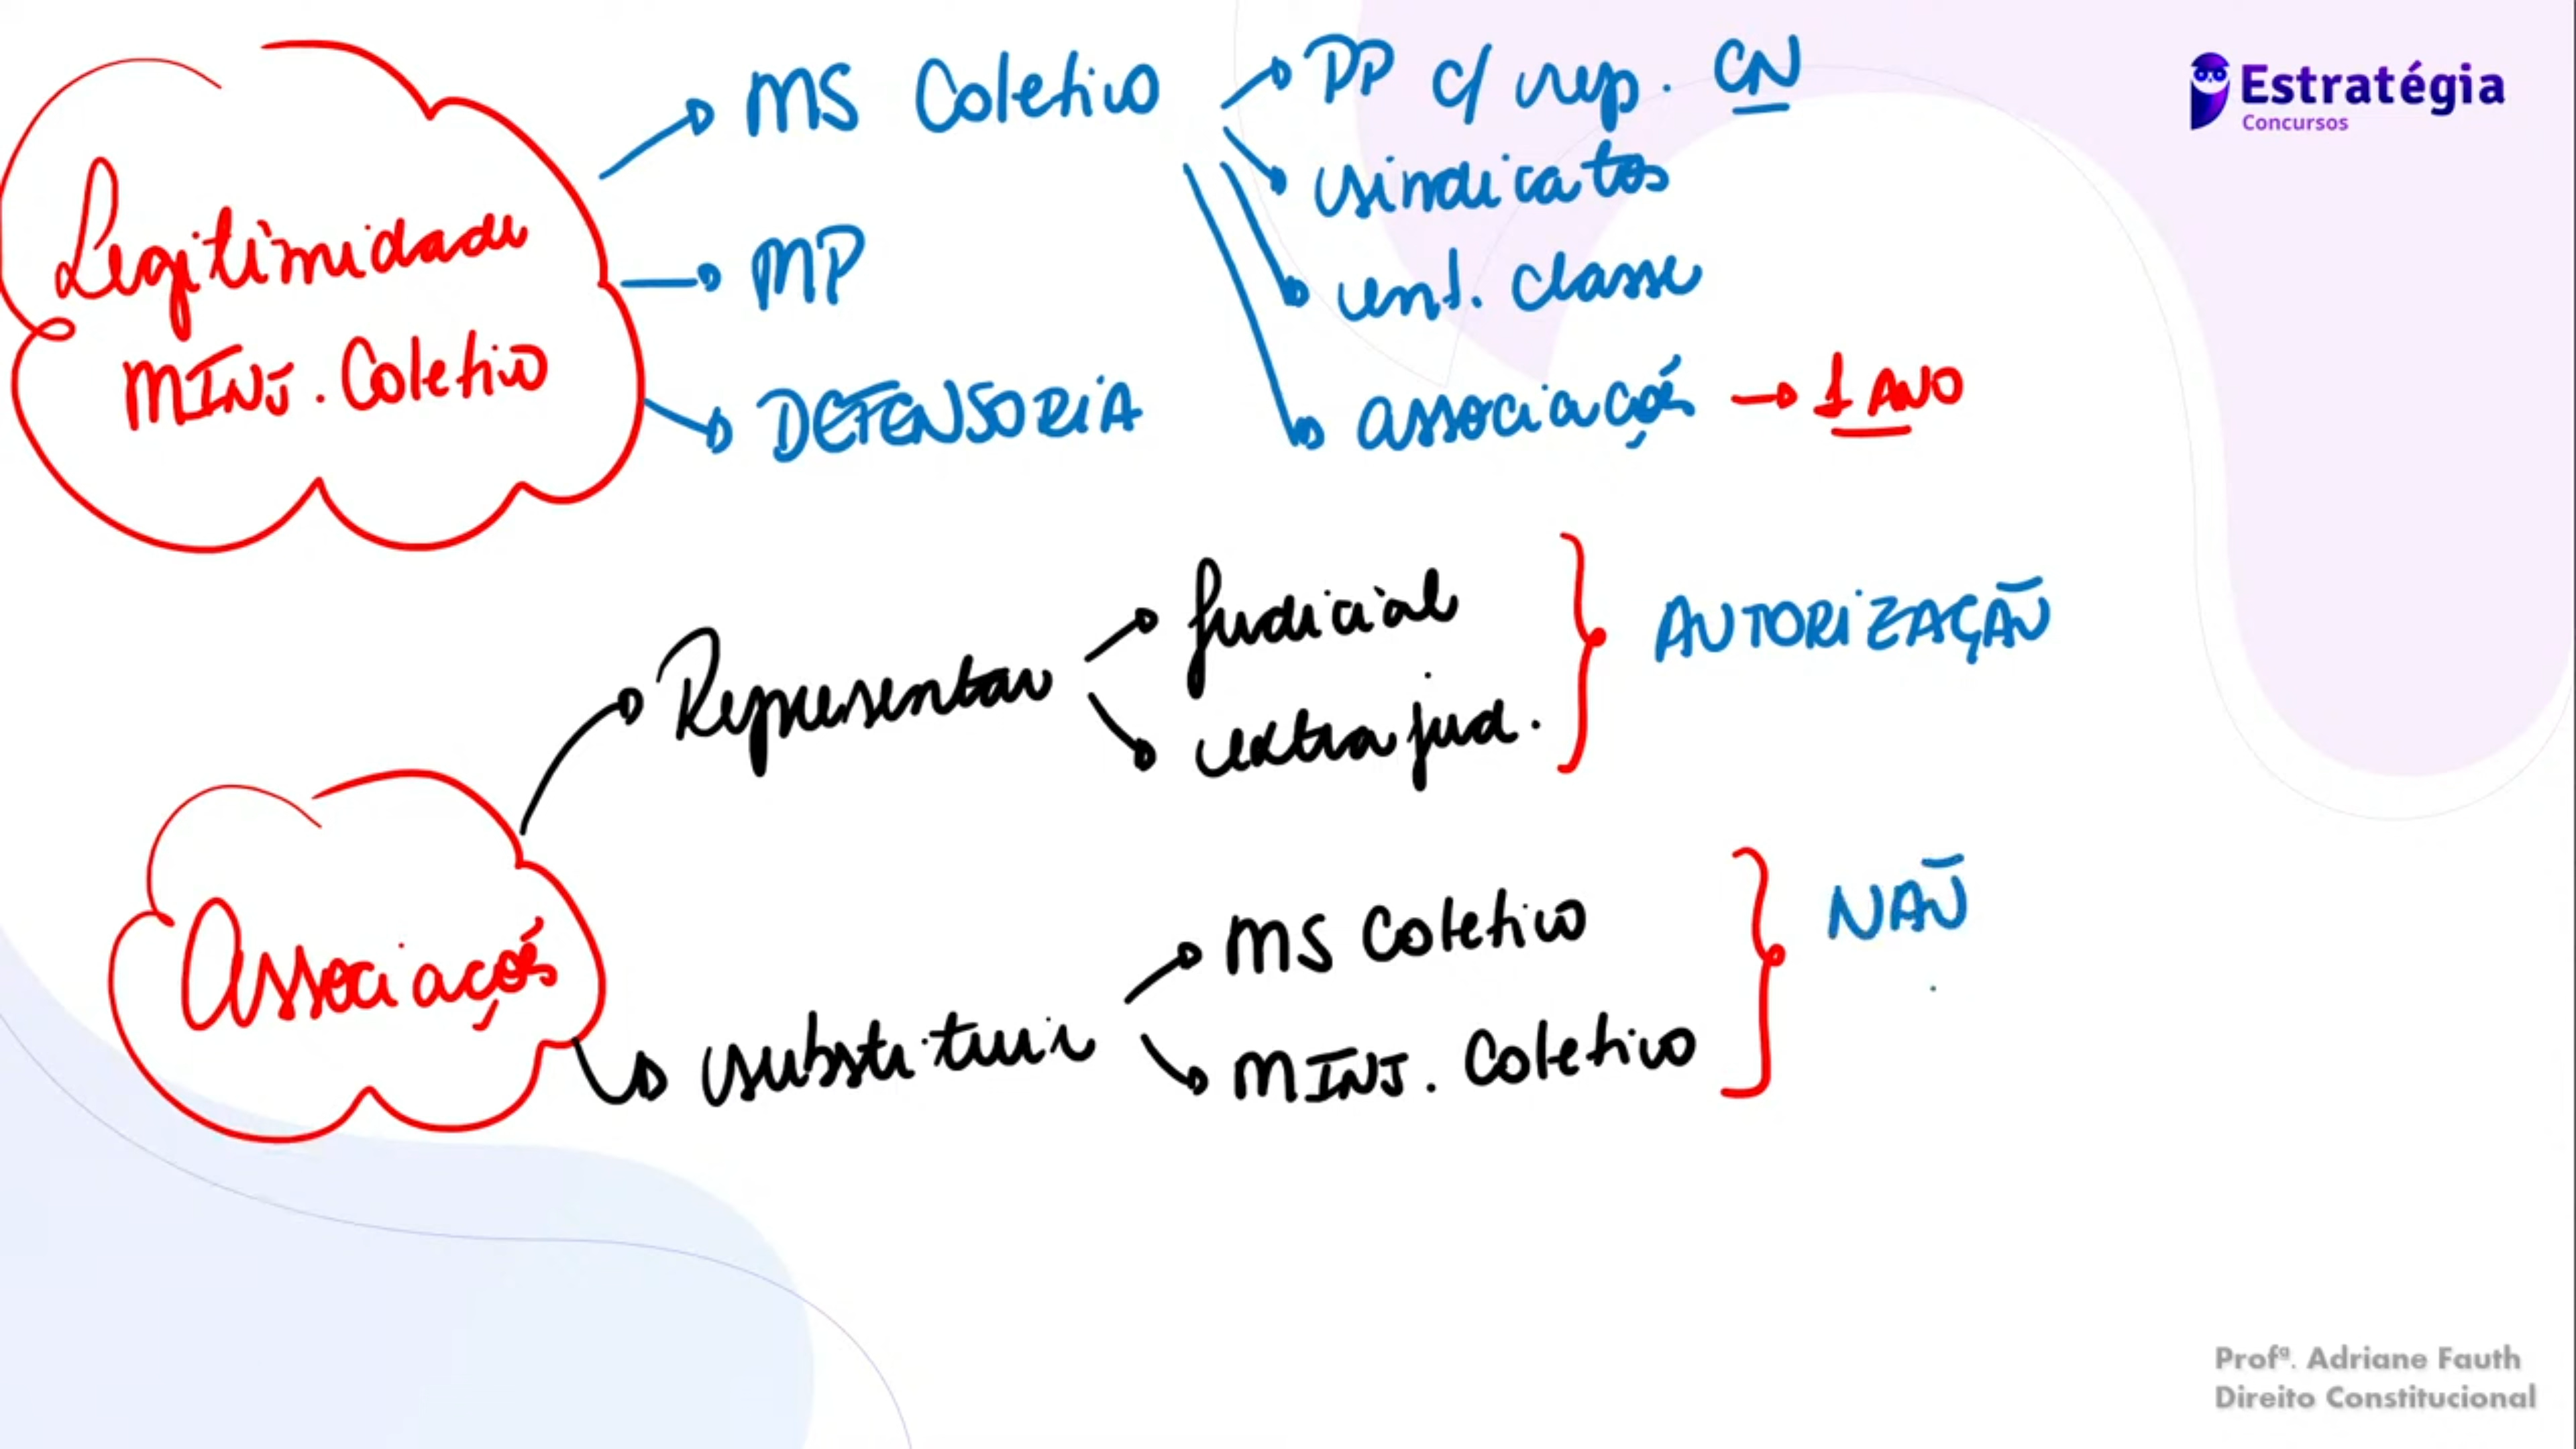 Legitimidade
MINJ. Coletivo
MS Coletivo
PP c/ rep. CN
sindicatos
ent. classe
associações → 1 ANO
MP
DEFENSORIA
Estratégia
Concursos
Associações
Representar
Judicial
extrajud.
AUTORIZAÇÃO
substituir
MS Coletivo
MINJ. Coletivo
NÃO
Profª. Adriane Fauth
Direito Constitucional